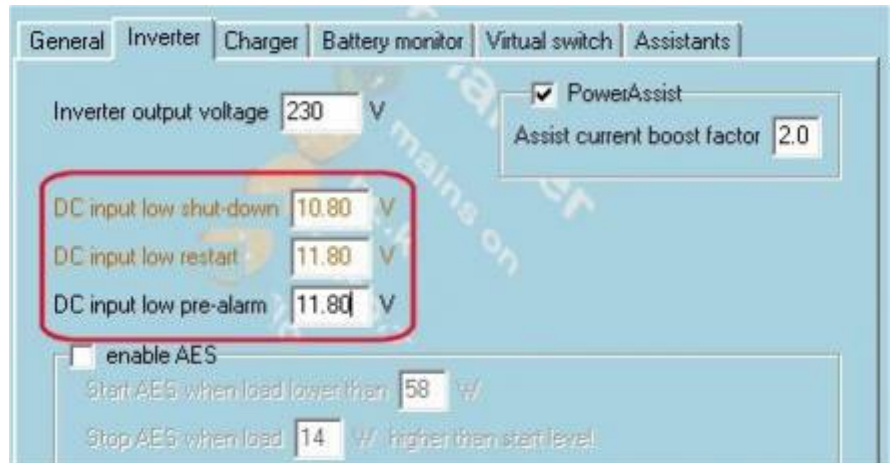 General Inverter Charger Battery monitor Virtual switch Assistants
Inverter output voltage 230 V
PowerAssist
Assist current boost factor 2.0
DC input low shut-down 10.80 V
DC input low restart 11.80 V
DC input low pre-alarm 11.80 V
enable AES
Start AES when load lower than 58 W
Stop AES when load 14 W higher than start level
mains on